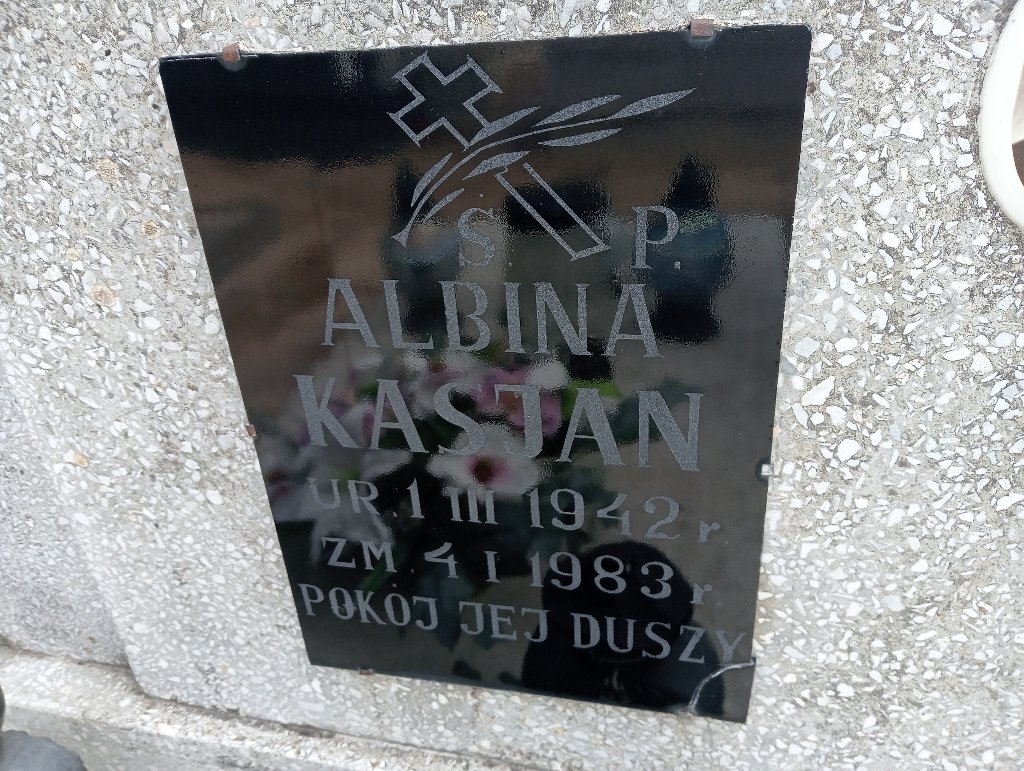 Ś. P.
ALBINA
KASJAN
UR. 1 III 1942 r.
ZM. 4 I 1983 r.
POKÓJ JEJ DUSZY